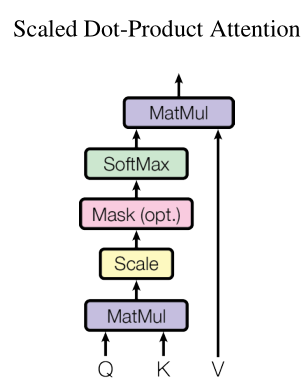 Scaled Dot-Product Attention
MatMul
SoftMax
Mask (opt.)
Scale
MatMul
Q K V